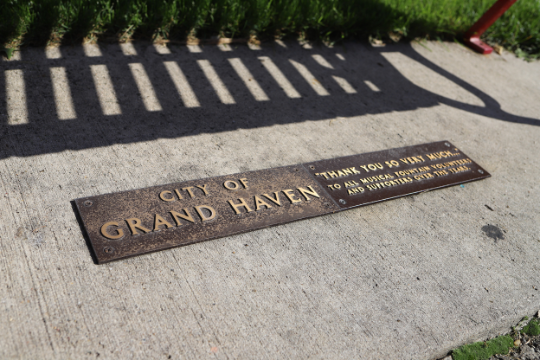 CITY OF
GRAND HAVEN
"THANK YOU SO VERY MUCH...
TO ALL MUSICAL FOUNTAIN VOLUNTEERS
AND SUPPORTERS OVER THE YEARS."